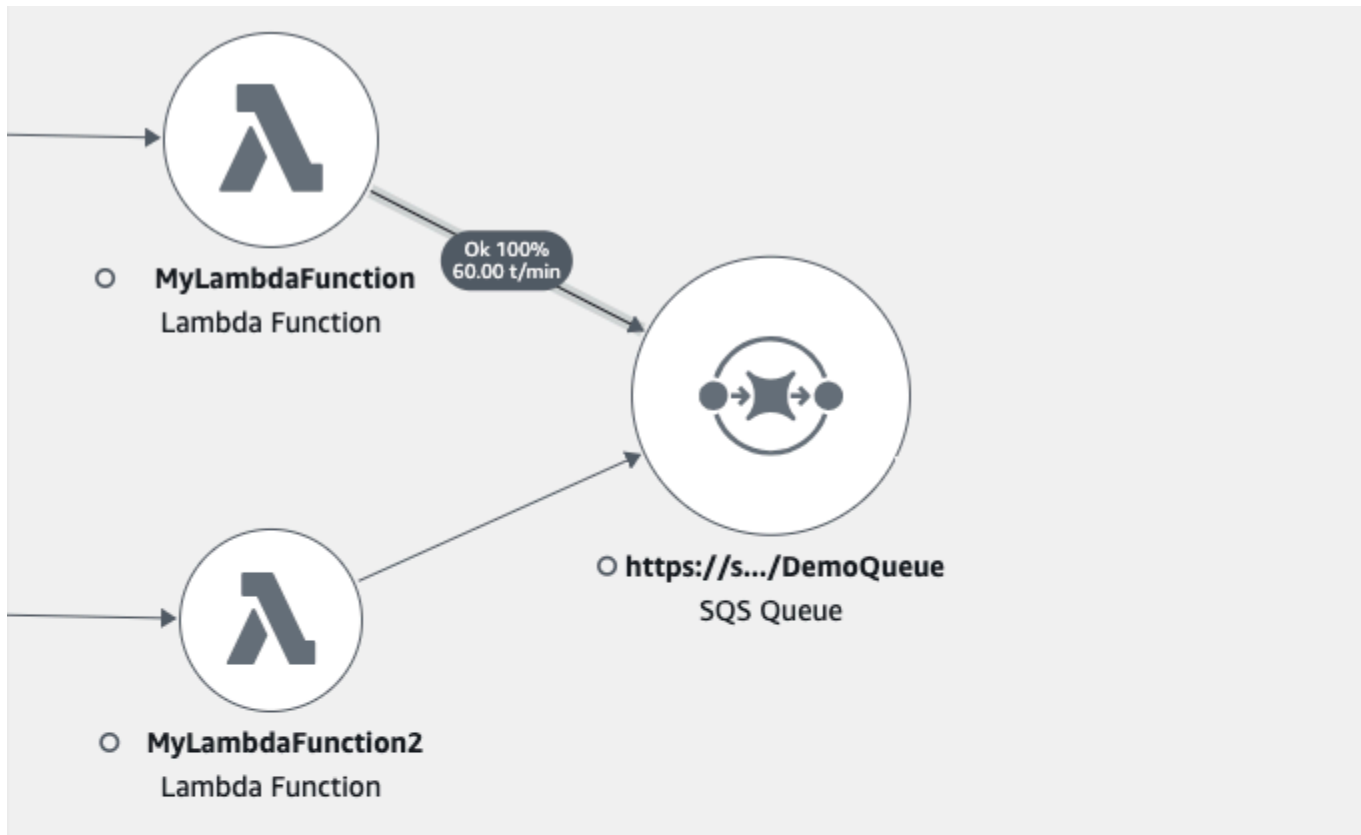 Ok 100%
60.00 t/min
MyLambdaFunction
Lambda Function
https://s.../DemoQueue
SQS Queue
MyLambdaFunction2
Lambda Function